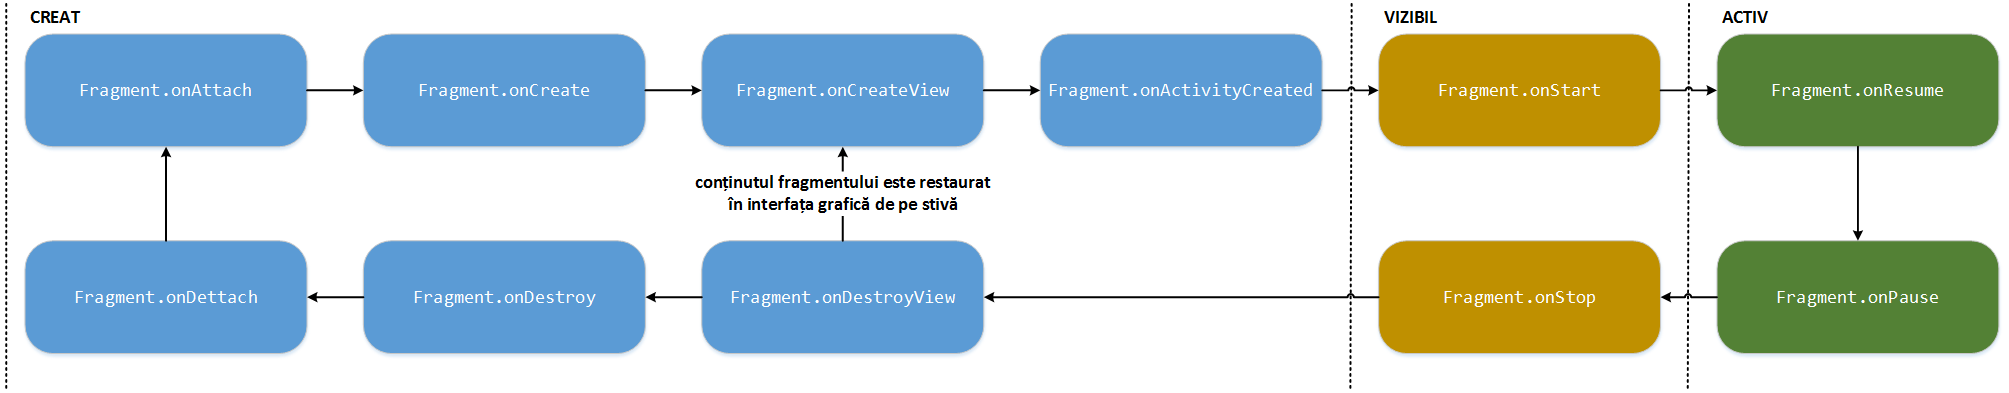 CREAT
VIZIBIL
ACTIV
Fragment.onAttach
Fragment.onCreate
Fragment.onCreateView
Fragment.onActivityCreated
Fragment.onStart
Fragment.onResume
conținutul fragmentului este restaurat
în interfața grafică de pe stivă
Fragment.onDettach
Fragment.onDestroy
Fragment.onDestroyView
Fragment.onStop
Fragment.onPause